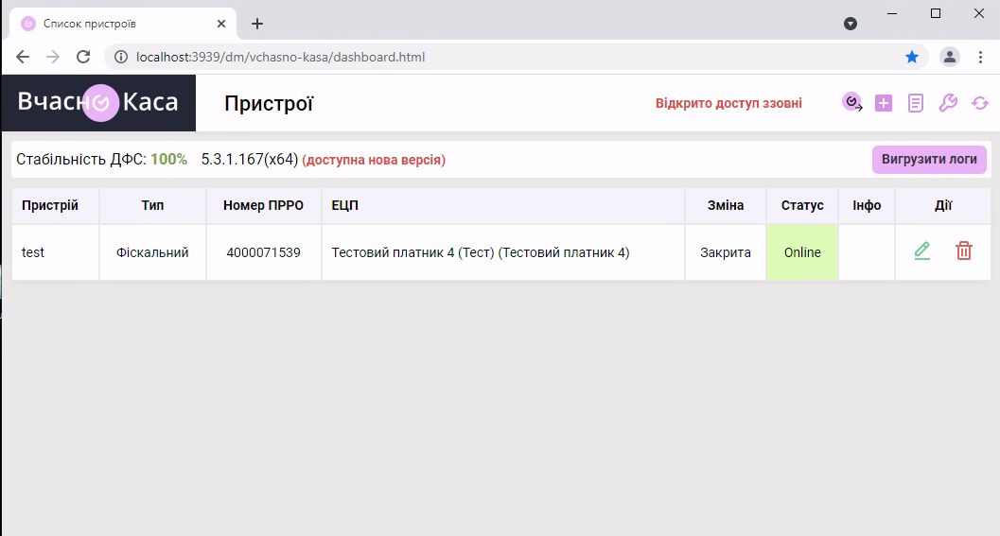 Список пристроїв
localhost:3939/dm/vchasno-kasa/dashboard.html
Вчасно Каса
Пристрої
Відкрито доступ ззовні
Стабільність ДФС: 100% 5.3.1.167(x64) (доступна нова версія)
Вигрузити логи
Пристрій Тип Номер ПРРО ЕЦП Зміна Статус Інфо Дії
test Фіскальний 4000071539 Тестовий платник 4 (Тест) (Тестовий платник 4) Закрита Online